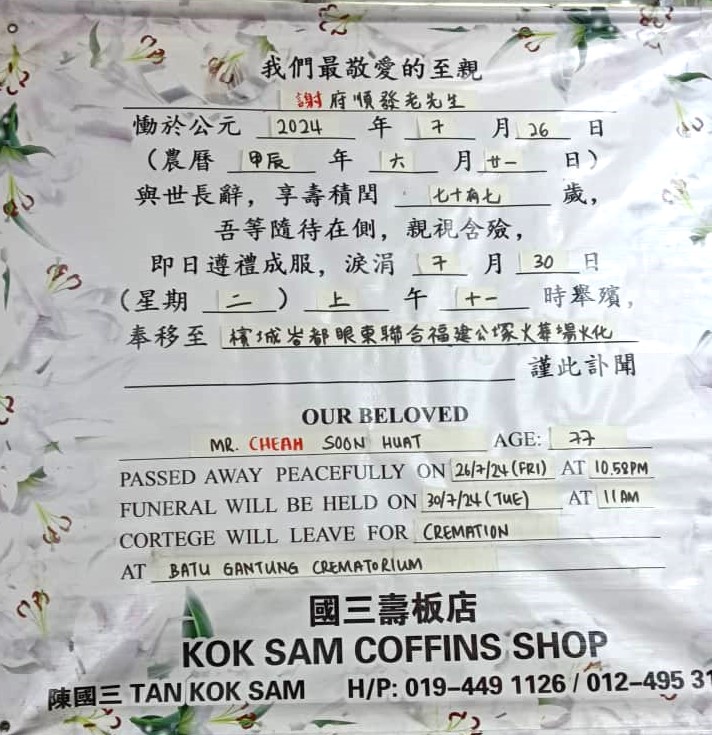 我們最敬愛的至親
謝府順發老先生
慟於公元 2024 年 7 月 26 日
(農曆 甲辰 年 六 月 廿一 日)
與世長辭，享壽積閏 七十有七 歲，
吾等隨待在側，親視含殮，
即日遵禮成服，淚涓 7 月 30 日
(星期 二 ) 上 午 十一 時舉殯，
奉移至 檳城峇都眼東聯合福建公塚火葬場火化
謹此訃聞
OUR BELOVED
MR. CHEAH SOON HUAT AGE: 77
PASSED AWAY PEACEFULLY ON 26/7/24 (FRI) AT 10.58PM
FUNERAL WILL BE HELD ON 30/7/24 (TUE) AT 11AM
CORTEGE WILL LEAVE FOR CREMATION
AT BATU GANTUNG CREMATORIUM
國三壽板店
KOK SAM COFFINS SHOP
陳國三 TAN KOK SAM H/P: 019-449 1126 / 012-495 31